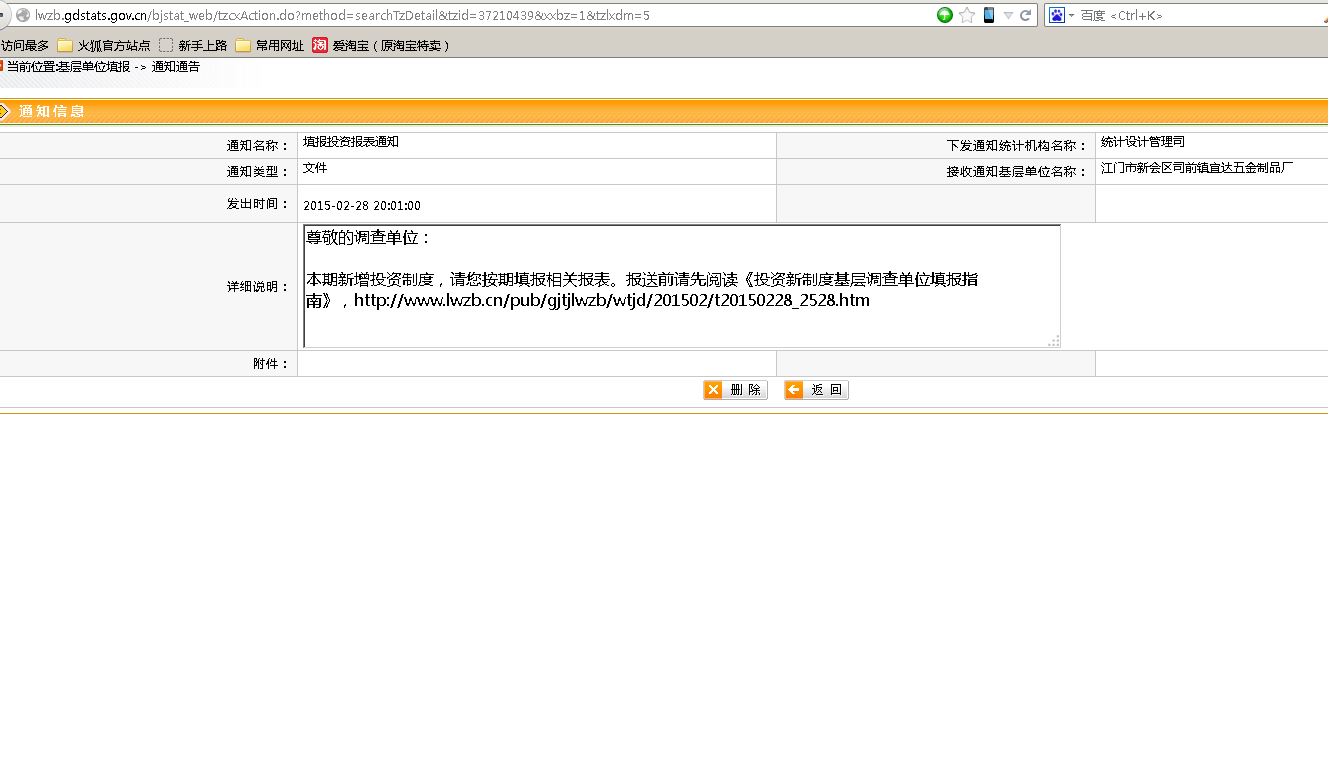 lwzb.gdstats.gov.cn/bjstat_web/tzcxAction.do?method=searchTzDetail&tzid=37210439&xxbz=1&tzlxdm=5
百度 <Ctrl+K>
访问最多 火狐官方站点 新手上路 常用网址 淘 爱淘宝（原淘宝特卖）
当前位置:基层单位填报 -> 通知通告
通知信息
通知名称： 填报投资报表通知 下发通知统计机构名称： 统计设计管理司
通知类型： 文件 接收通知基层单位名称： 江门市新会区司前镇宣达五金制品厂
发出时间： 2015-02-28 20:01:00
详细说明：
尊敬的调查单位：
本期新增投资制度，请您按期填报相关报表。报送前请先阅读《投资新制度基层调查单位填报指
南》，http://www.lwzb.cn/pub/gjtjlwzb/wtjd/201502/t20150228_2528.htm
附件：
删 除 返 回